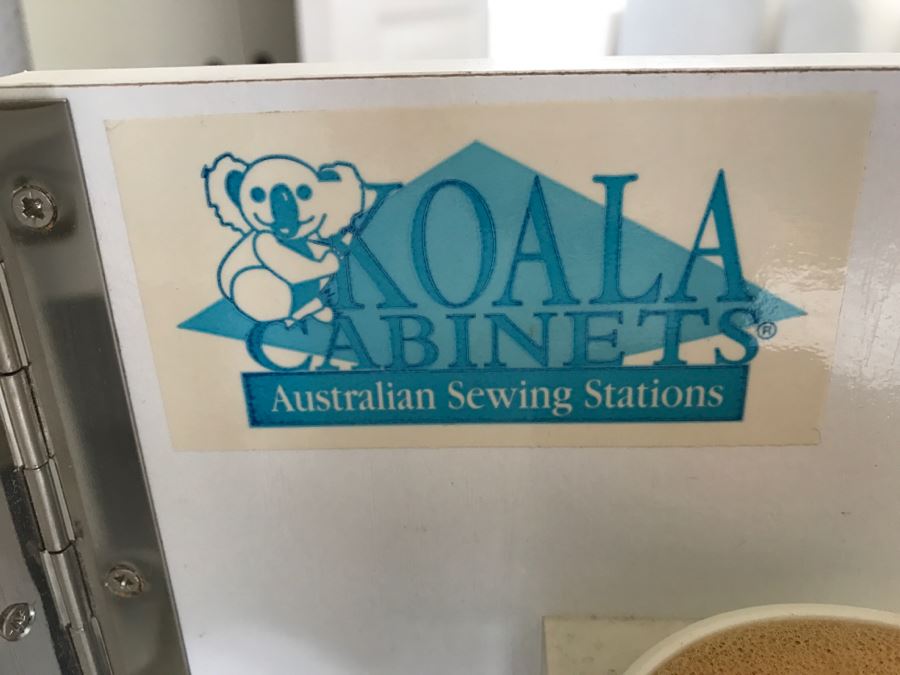 KOALA
CABINETS®
Australian Sewing Stations